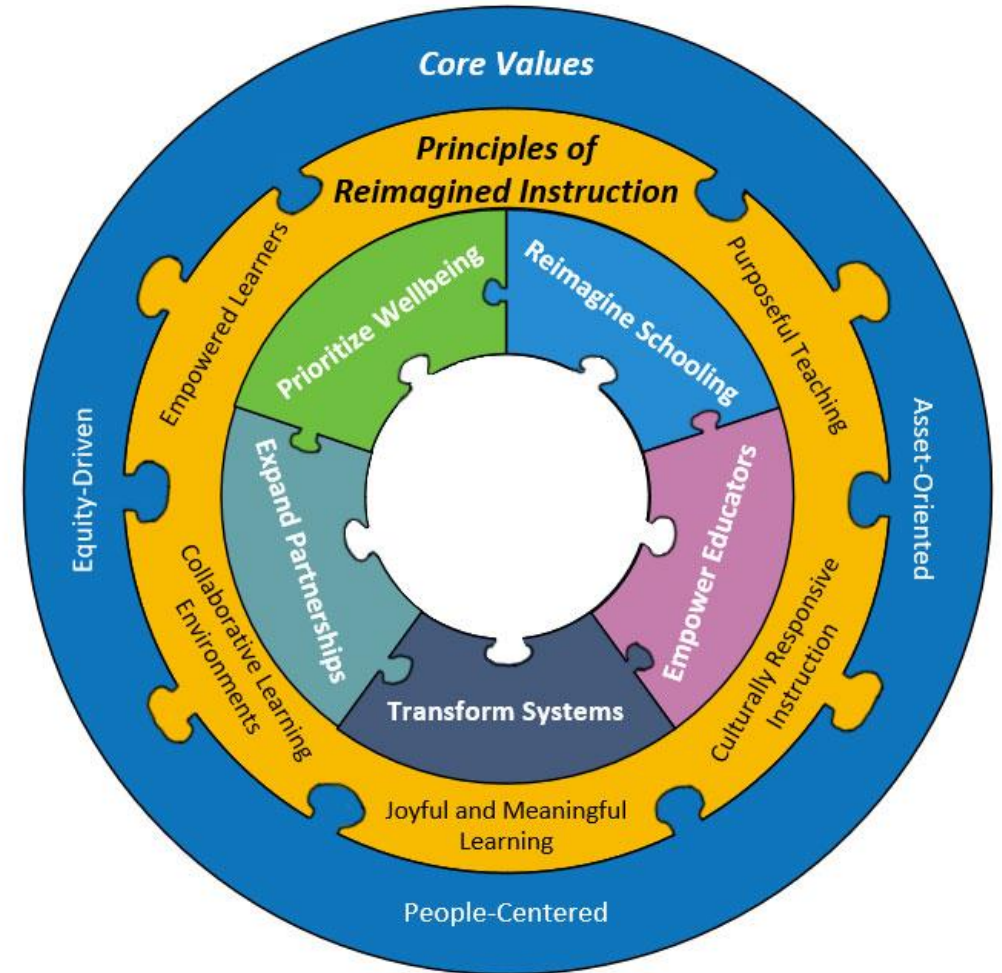 Core Values
Principles of
Reimagined Instruction
Empowered Learners
Purposeful Teaching
Prioritize Wellbeing
Reimagine Schooling
Equity-Driven
Asset-Oriented
Expand Partnerships
Empower Educators
Collaborative Learning
Environments
Culturally Responsive
Instruction
Transform Systems
Joyful and Meaningful
Learning
People-Centered